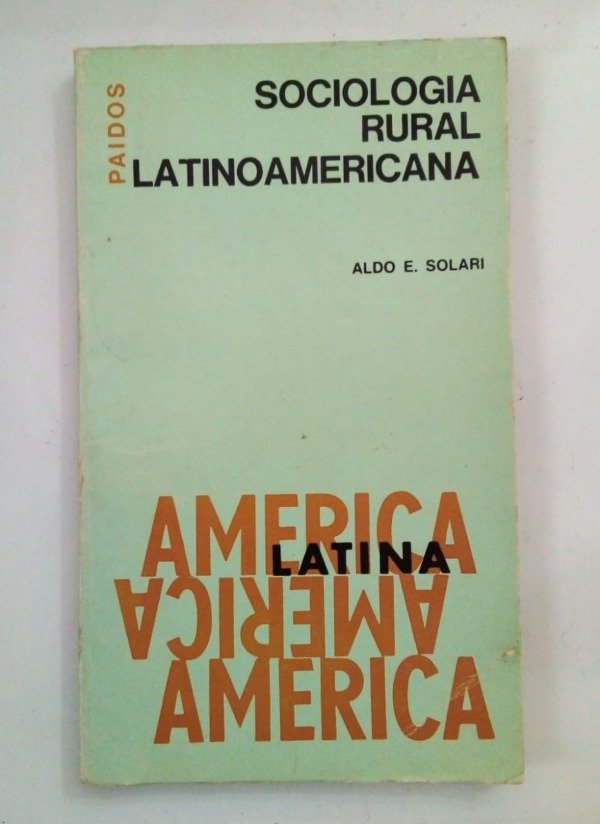 PAIDOS
SOCIOLOGIA
RURAL
LATINOAMERICANA
ALDO E. SOLARI
AMERICA
LATINA
AMERICA
AMERICA